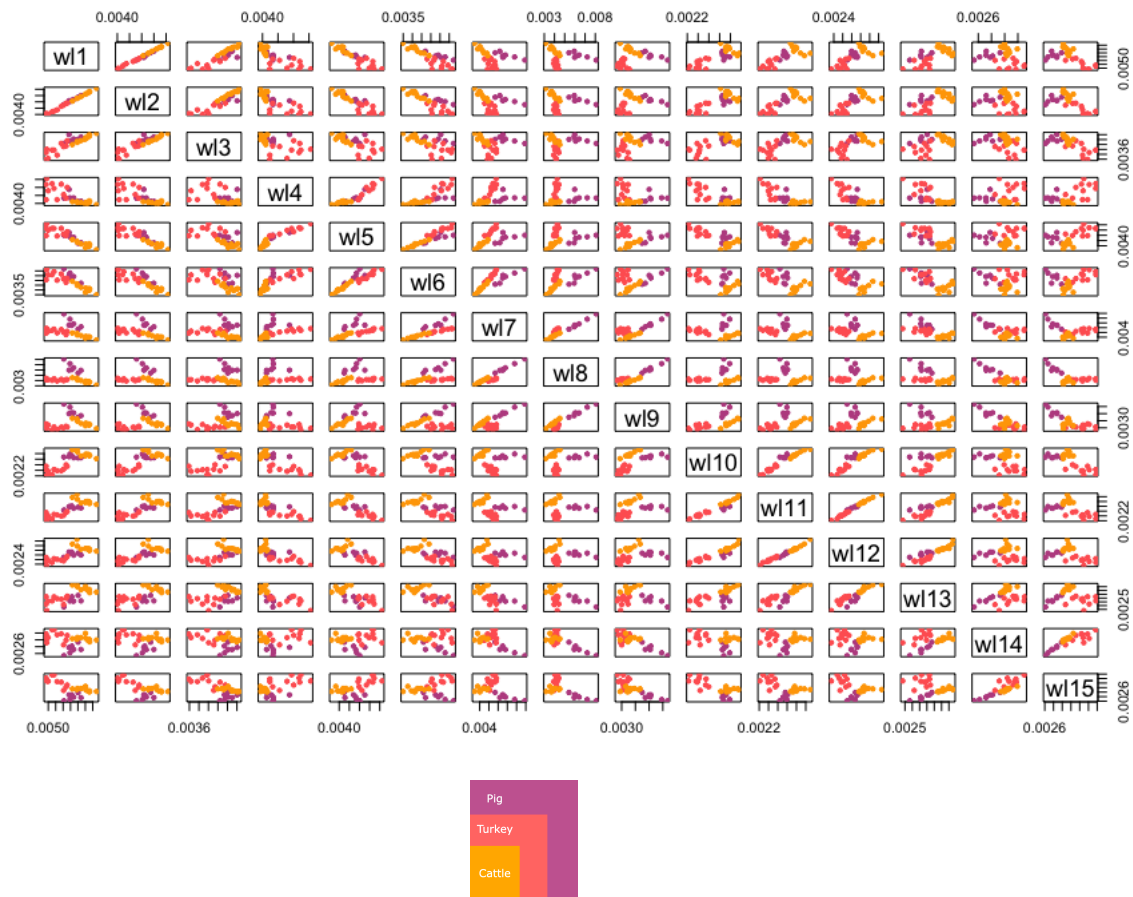 0.0040 0.0040 0.0035 0.003 0.008 0.0022 0.0024 0.0026
wl1 0.0050
0.0040 wl2
wl3 0.0036
0.0040 wl4
wl5 0.0040
0.0035 wl6
wl7 0.004
0.003 wl8
wl9 0.0030
0.0022 wl10
wl11 0.0022
0.0024 wl12
wl13 0.0025
0.0026 wl14
wl15 0.0026
0.0050 0.0036 0.0040 0.004 0.0030 0.0022 0.0025 0.0026
Pig
Turkey
Cattle